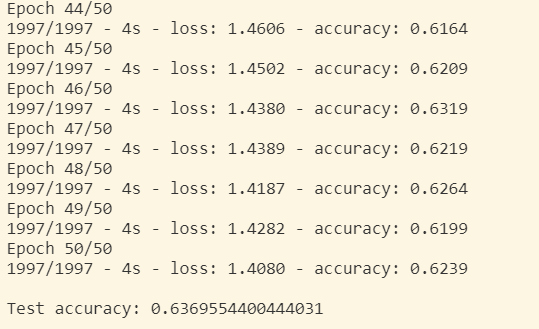 Epoch 44/50
1997/1997 - 4s - loss: 1.4606 - accuracy: 0.6164
Epoch 45/50
1997/1997 - 4s - loss: 1.4502 - accuracy: 0.6209
Epoch 46/50
1997/1997 - 4s - loss: 1.4380 - accuracy: 0.6319
Epoch 47/50
1997/1997 - 4s - loss: 1.4389 - accuracy: 0.6219
Epoch 48/50
1997/1997 - 4s - loss: 1.4187 - accuracy: 0.6264
Epoch 49/50
1997/1997 - 4s - loss: 1.4282 - accuracy: 0.6199
Epoch 50/50
1997/1997 - 4s - loss: 1.4080 - accuracy: 0.6239
Test accuracy: 0.6369554400444031